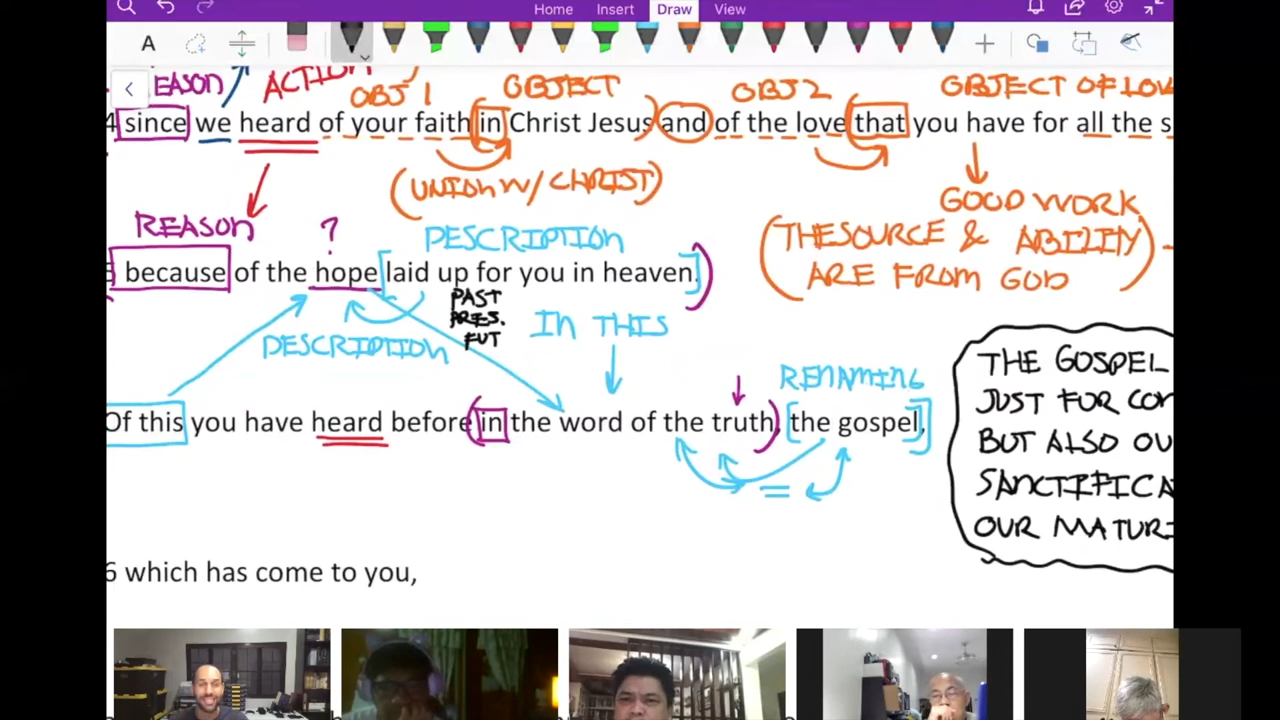 Home Insert Draw View
A
EASON ACTION OBJ 1 OBJECT OBJ 2 OBJECT OF LOV
4 since we heard of your faith in Christ Jesus and of the love that you have for all the s
(UNION W/ CHRIST)
GOOD WORK
(THE SOURCE & ABILITY)
ARE FROM GOD
REASON ? DESCRIPTION
5 because of the hope laid up for you in heaven.
PAST
PRES.
FUT
DESCRIPTION
IN THIS
RENAMING
Of this you have heard before in the word of the truth, the gospel,
=
THE GOSPEL
JUST FOR CON
BUT ALSO OU
SANCTIFICA
OUR MATURI
6 which has come to you,